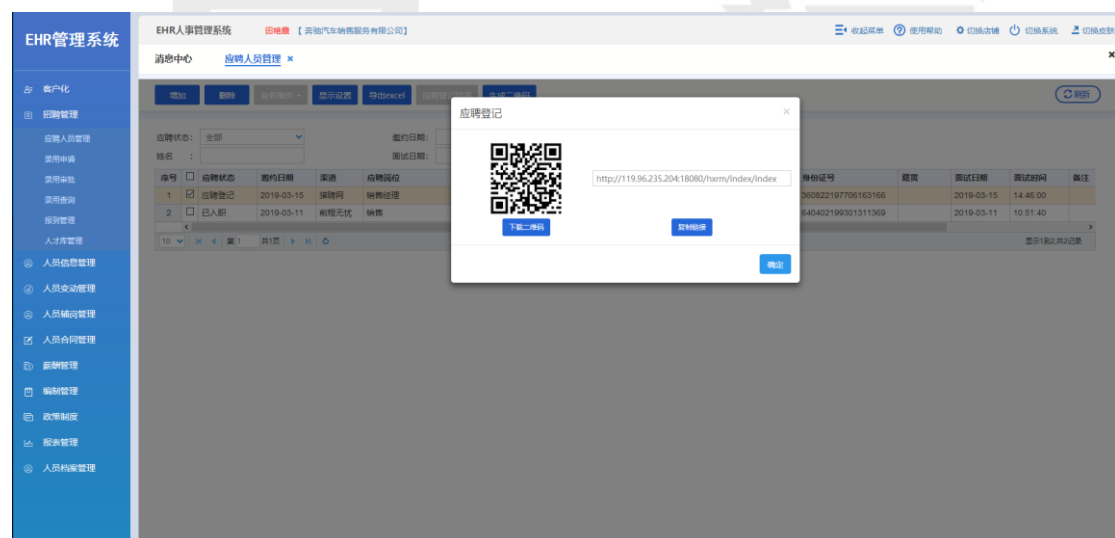 EHR管理系统
EHR人事管理系统 【 奔驰汽车销售服务有限公司】
收起菜单 使用帮助 切换店铺 切换系统 切换皮肤
消息中心 应聘人员管理 ×
客户化
招聘管理
应聘人员管理
录用申请
录用审批
录用查询
报到管理
人才库管理
人员信息管理
人员变动管理
人员辅岗管理
人员合同管理
薪酬管理
编制管理
政策制度
报表管理
人员档案管理
增加 删除 业务操作 显示设置 导出excel 生成二维码
刷新
应聘状态: 全部 邀约日期:
姓名 : 面试日期:
序号 应聘状态 邀约日期 渠道 应聘岗位 身份证号 籍贯 面试日期 面试时间 备注
1 应聘登记 2019-03-15 猎聘网 销售经理 360822197706163166 2019-03-15 14:46:00
2 已入职 2019-03-11 前程无忧 销售 640402199301311369 2019-03-11 10:51:40
10 第 1 共1页 显示1到2,共2记录
应聘登记 ×
http://119.96.235.204:18080/hxrm/index/index
下载二维码 复制链接
确定